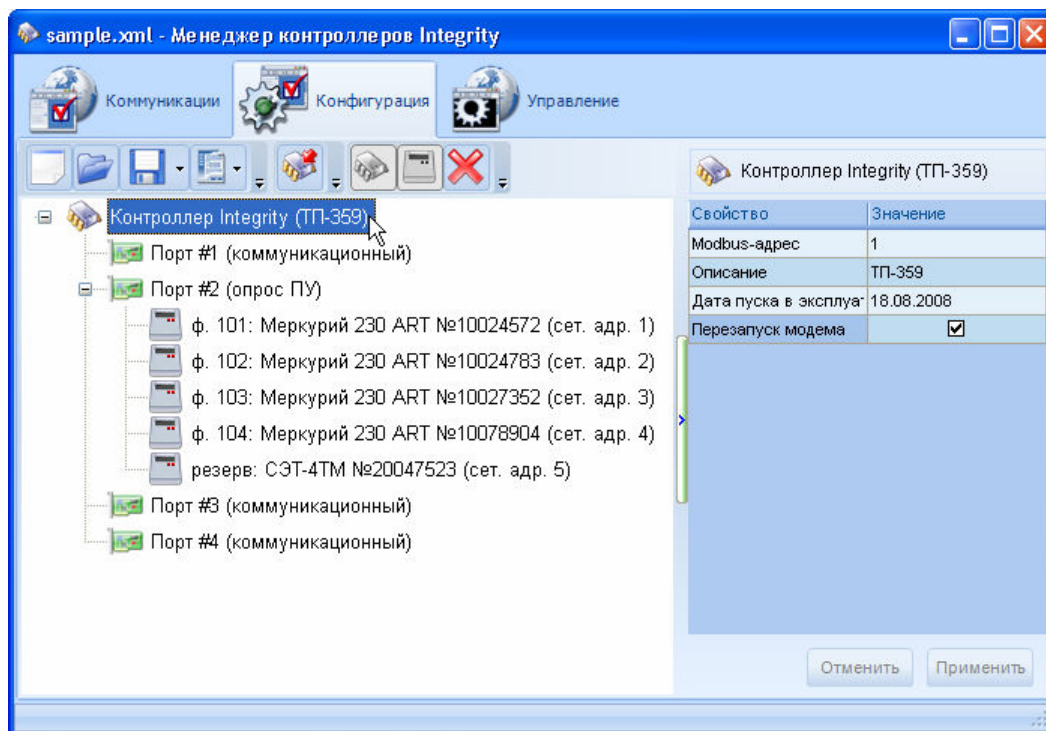 sample.xml - Менеджер контроллеров Integrity
Коммуникации
Конфигурация
Управление
Контроллер Integrity (ТП-359)
Порт #1 (коммуникационный)
Порт #2 (опрос ПУ)
ф. 101: Меркурий 230 ART №10024572 (сет. адр. 1)
ф. 102: Меркурий 230 ART №10024783 (сет. адр. 2)
ф. 103: Меркурий 230 ART №10027352 (сет. адр. 3)
ф. 104: Меркурий 230 ART №10078904 (сет. адр. 4)
резерв: СЭТ-4ТМ №20047523 (сет. адр. 5)
Порт #3 (коммуникационный)
Порт #4 (коммуникационный)
Контроллер Integrity (ТП-359)
Свойство Значение
Modbus-адрес 1
Описание ТП-359
Дата пуска в эксплуат 18.08.2008
Перезапуск модема
Отменить Применить